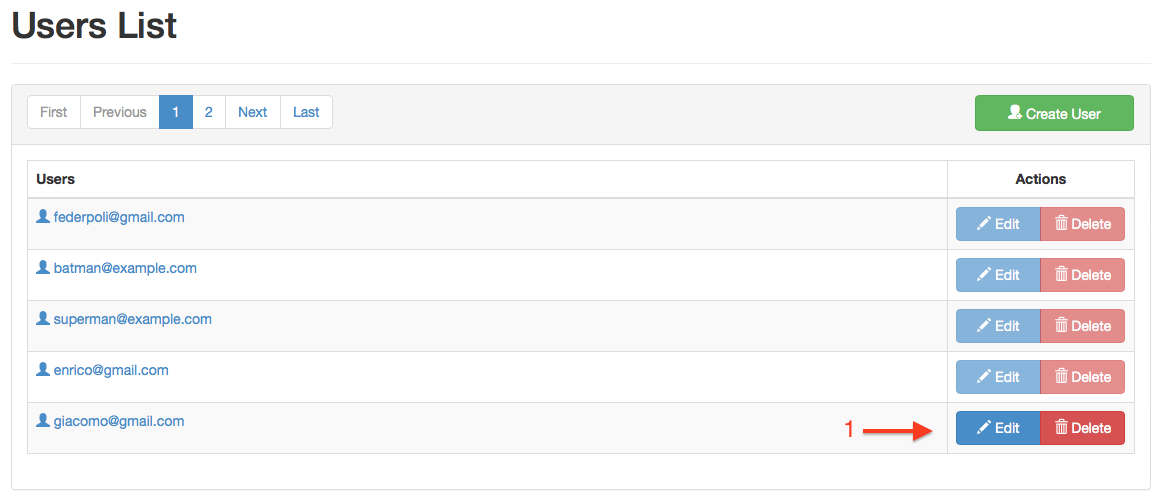 Users List
First Previous 1 2 Next Last Create User
Users Actions
federpoli@gmail.com Edit Delete
batman@example.com Edit Delete
superman@example.com Edit Delete
enrico@gmail.com Edit Delete
giacomo@gmail.com 1 Edit Delete